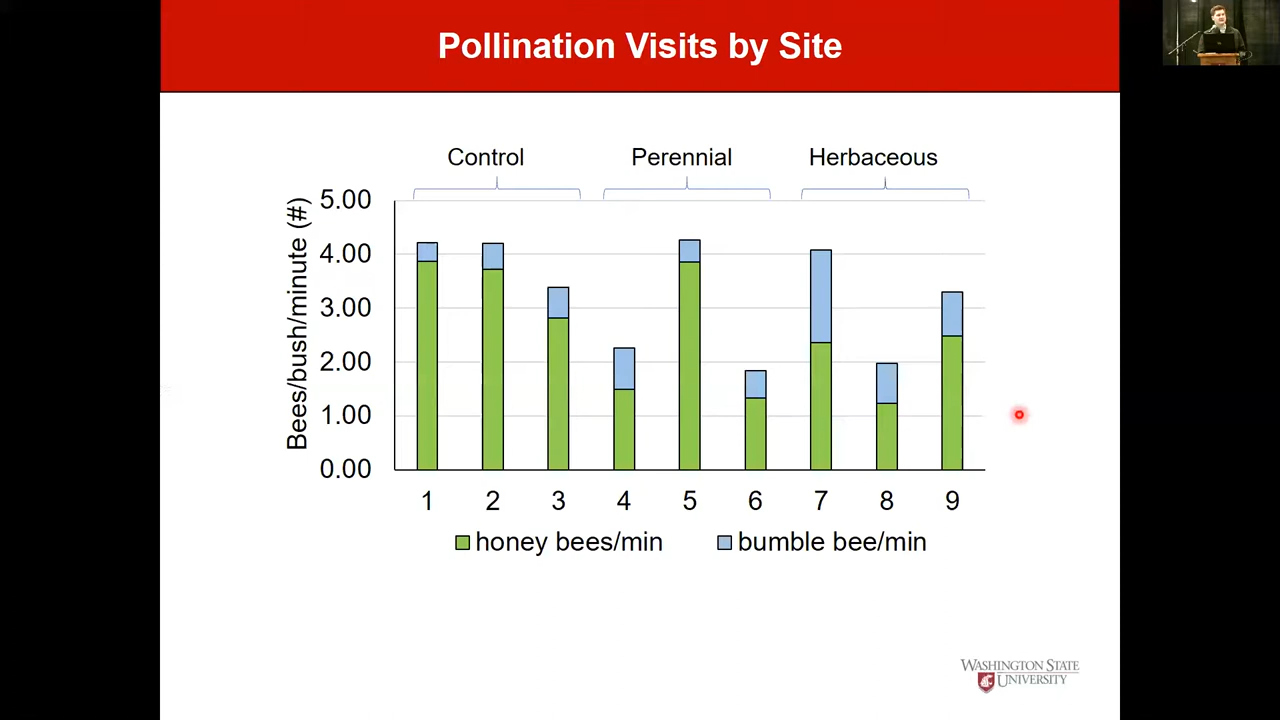 Pollination Visits by Site
Control Perennial Herbaceous
Bees/bush/minute (#)
5.00
4.00
3.00
2.00
1.00
0.00
1 2 3 4 5 6 7 8 9
honey bees/min bumble bee/min
WASHINGTON STATE
UNIVERSITY